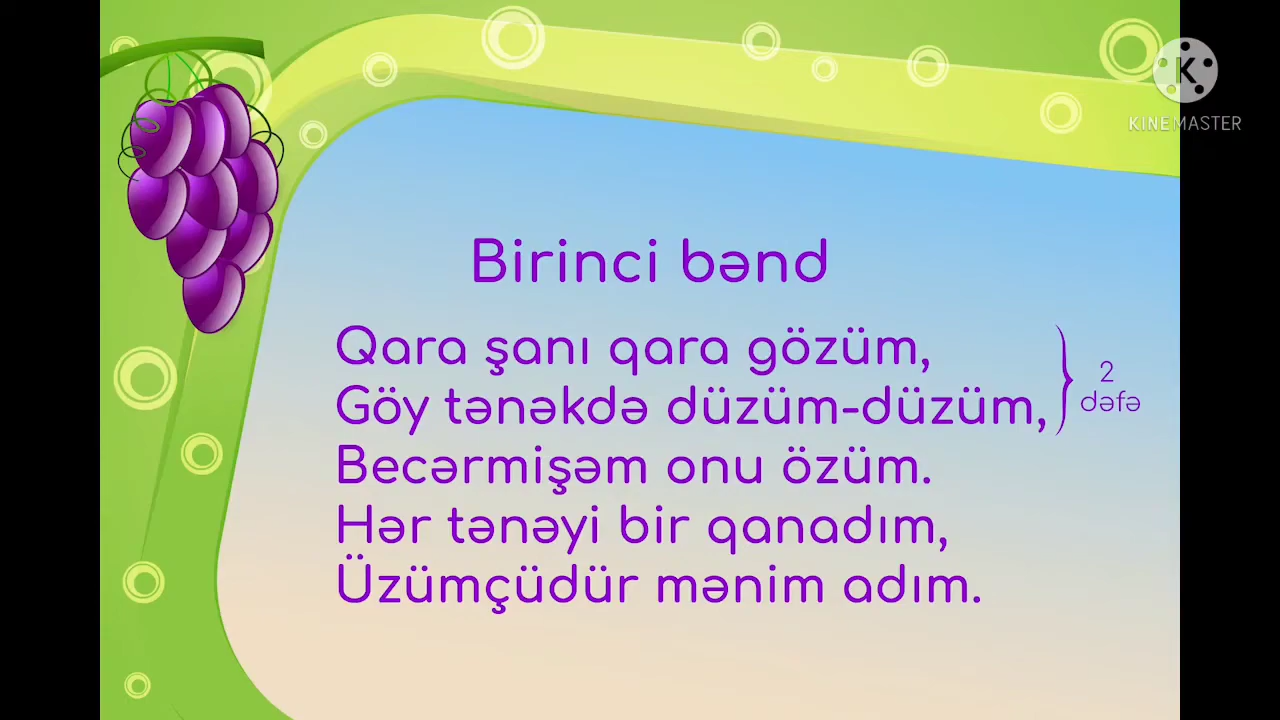 KINEMASTER
Birinci bənd
Qara şanı qara gözüm,
Göy tənəkdə düzüm-düzüm,
2
dəfə
Becərmişəm onu özüm.
Hər tənəyi bir qanadım,
Üzümçüdür mənim adım.